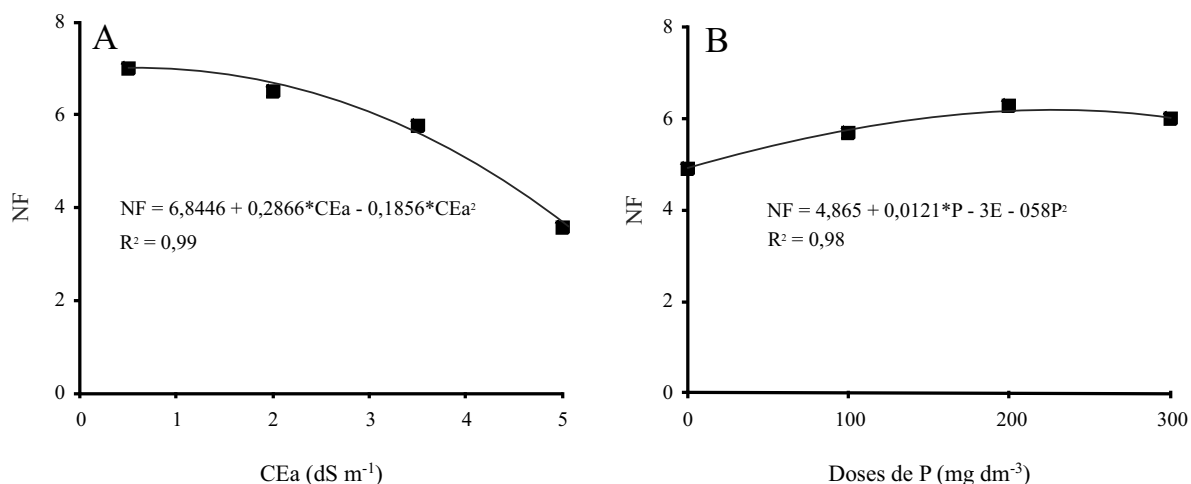 A
8
6
4
2
0
NF
NF = 6,8446 + 0,2866*CEa - 0,1856*CEa²
R² = 0,99
0 1 2 3 4 5
CEa (dS m⁻¹)
B
8
6
4
2
0
NF
NF = 4,865 + 0,0121*P - 3E - 058P²
R² = 0,98
0 100 200 300
Doses de P (mg dm⁻³)